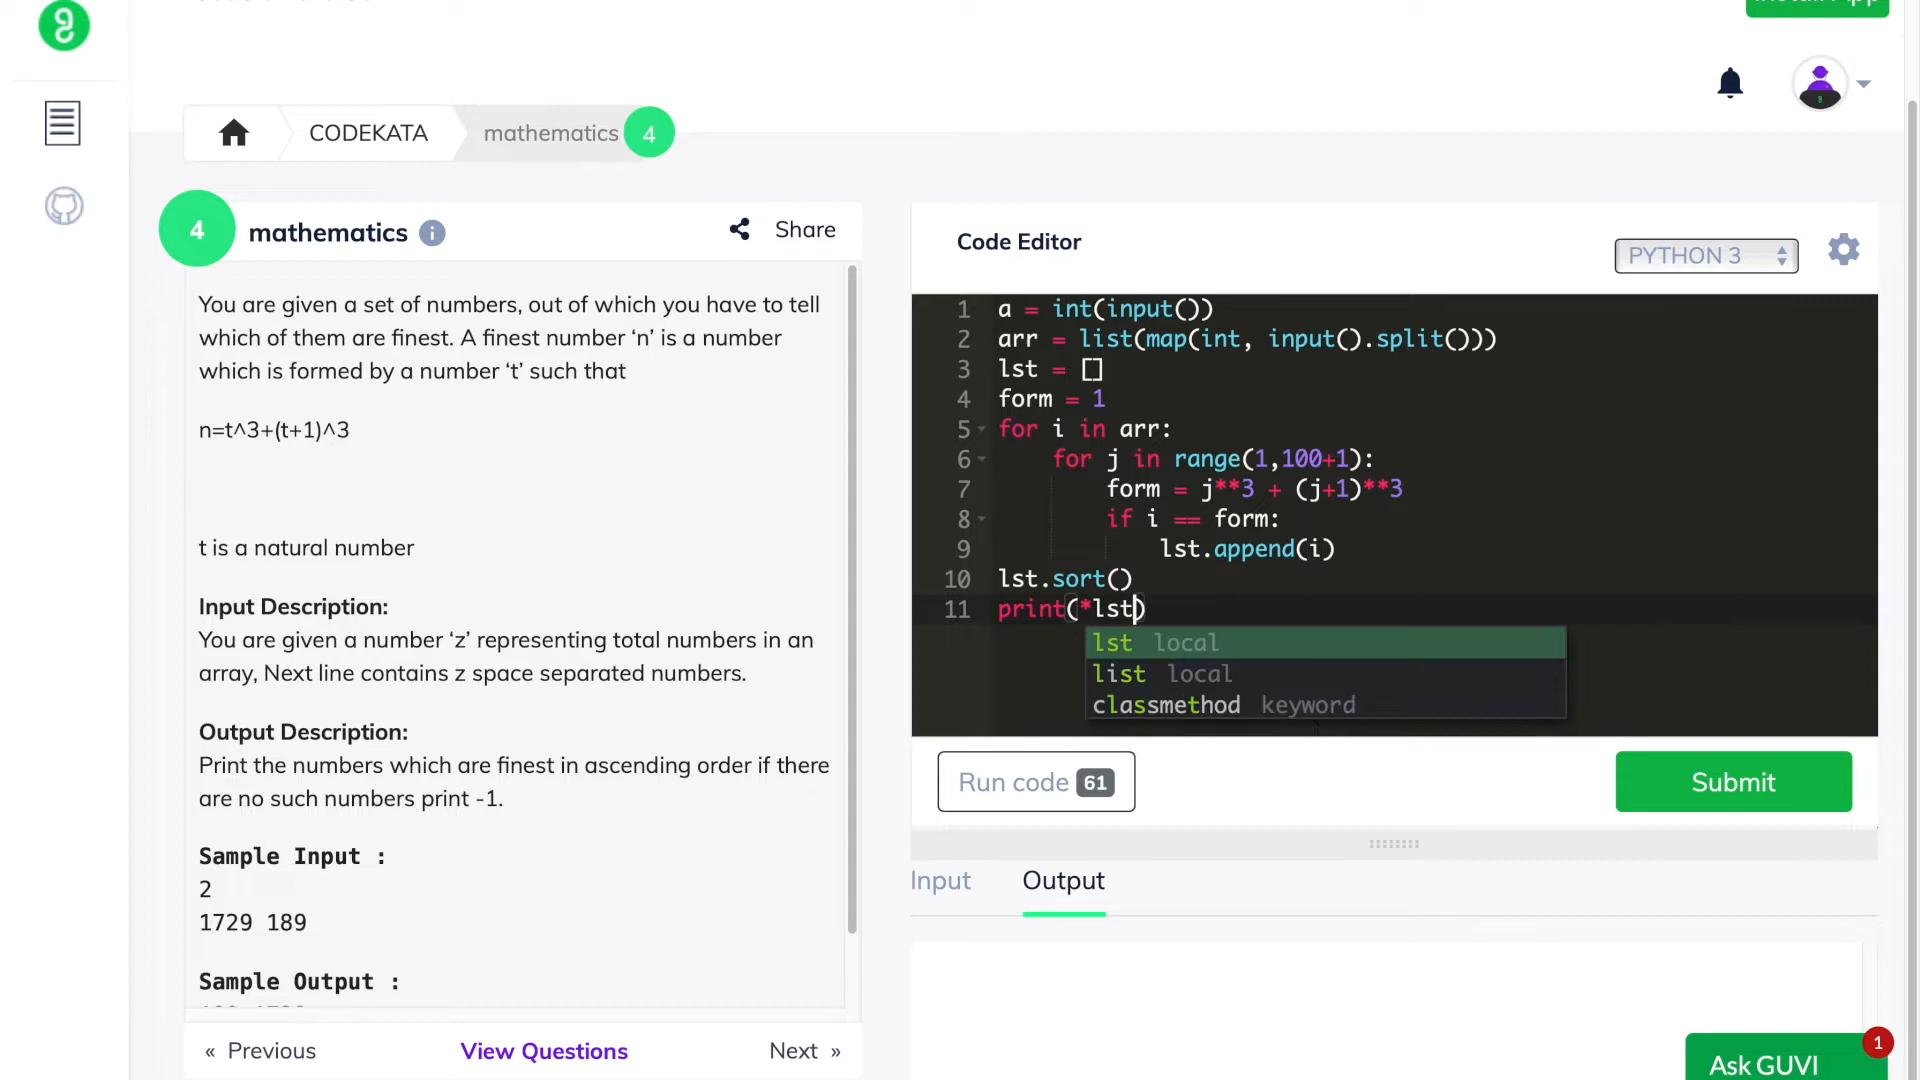 CODEKATA
mathematics
4
4
mathematics
i
Share
You are given a set of numbers, out of which you have to tell
which of them are finest. A finest number ‘n’ is a number
which is formed by a number ‘t’ such that
n=t^3+(t+1)^3
t is a natural number
Input Description:
You are given a number ‘z’ representing total numbers in an
array, Next line contains z space separated numbers.
Output Description:
Print the numbers which are finest in ascending order if there
are no such numbers print -1.
Sample Input :
2
1729 189
Sample Output :
« Previous
View Questions
Next »
Code Editor
PYTHON 3
1 a = int(input())
2 arr = list(map(int, input().split()))
3 lst = []
4 form = 1
5 for i in arr:
6 for j in range(1,100+1):
7 form = j**3 + (j+1)**3
8 if i == form:
9 lst.append(i)
10 lst.sort()
11 print(*lst)
lst local
list local
classmethod keyword
Run code 61
Submit
Input
Output
1
Ask GUVI